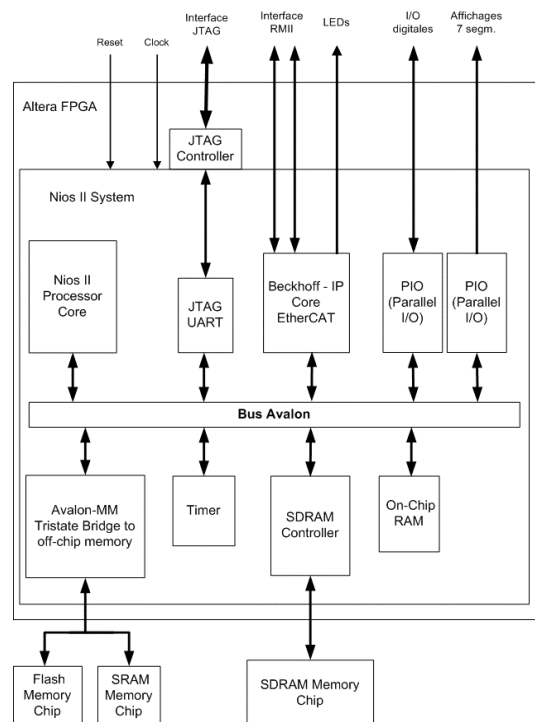 Interface
JTAG
Interface
RMII
LEDs
I/O
digitales
Affichages
7 segm.
Reset
Clock
Altera FPGA
JTAG
Controller
Nios II System
Nios II
Processor
Core
JTAG
UART
Beckhoff - IP
Core
EtherCAT
PIO
(Parallel
I/O)
PIO
(Parallel
I/O)
Bus Avalon
Avalon-MM
Tristate Bridge to
off-chip memory
Timer
SDRAM
Controller
On-Chip
RAM
Flash
Memory
Chip
SRAM
Memory
Chip
SDRAM Memory
Chip